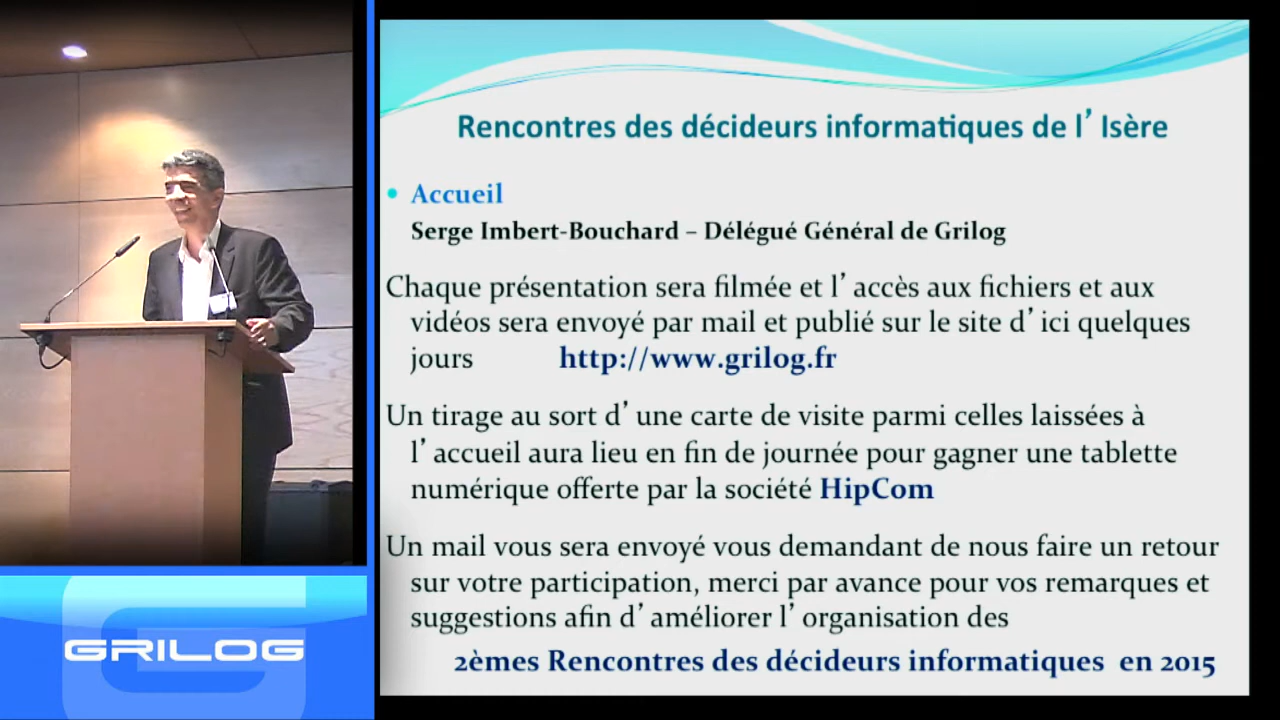 Rencontres des décideurs informatiques de l’Isère
• Accueil
Serge Imbert-Bouchard – Délégué Général de Grilog
Chaque présentation sera filmée et l’accès aux fichiers et aux
vidéos sera envoyé par mail et publié sur le site d’ici quelques
jours http://www.grilog.fr
Un tirage au sort d’une carte de visite parmi celles laissées à
l’accueil aura lieu en fin de journée pour gagner une tablette
numérique offerte par la société HipCom
Un mail vous sera envoyé vous demandant de nous faire un retour
sur votre participation, merci par avance pour vos remarques et
suggestions afin d’améliorer l’organisation des
2èmes Rencontres des décideurs informatiques en 2015
GRILOG